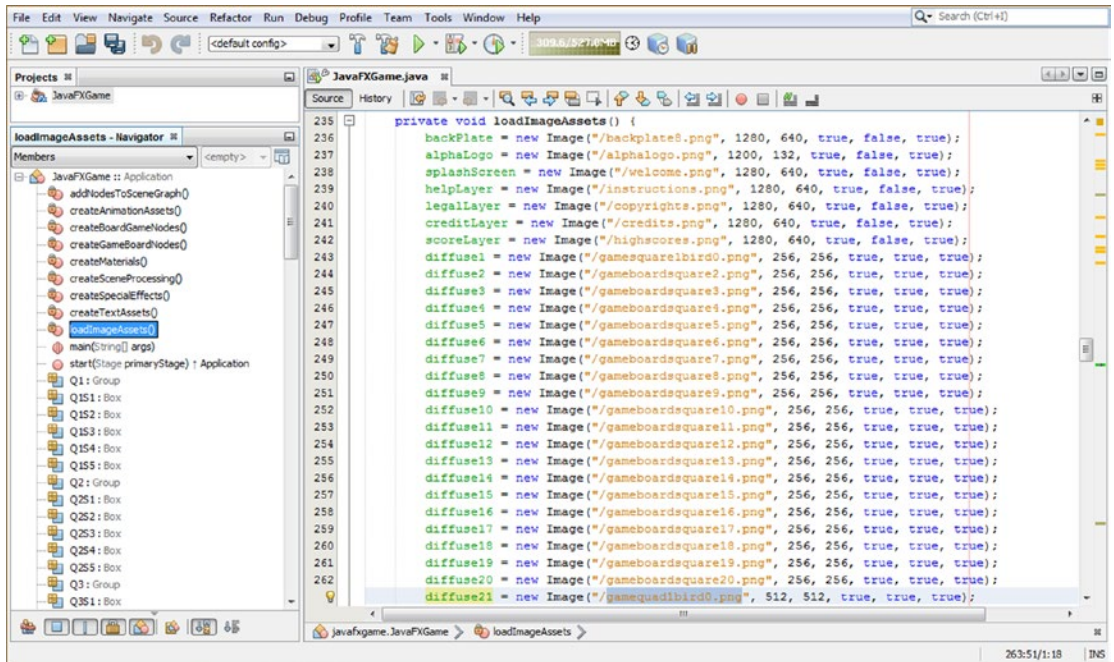 File Edit View Navigate Source Refactor Run Debug Profile Team Tools Window Help
Search (Ctrl+I)
<default config>
309.6/527.0MB
Projects
JavaFXGame
loadImageAssets - Navigator
Members
<empty>
JavaFXGame :: Application
addNodesToSceneGraph()
createAnimationAssets()
createBoardGameNodes()
createGameBoardNodes()
createMaterials()
createSceneProcessing()
createSpecialEffects()
createTextAssets()
loadImageAssets()
main(String[] args)
start(Stage primaryStage) ↑ Application
Q1 : Group
Q1S1 : Box
Q1S2 : Box
Q1S3 : Box
Q1S4 : Box
Q1S5 : Box
Q2 : Group
Q2S1 : Box
Q2S2 : Box
Q2S3 : Box
Q2S4 : Box
Q2S5 : Box
Q3 : Group
Q3S1 : Box
JavaFXGame.java
Source History
235 private void loadImageAssets() {
236 backPlate = new Image("/backplate8.png", 1280, 640, true, false, true);
237 alphaLogo = new Image("/alphalogo.png", 1200, 132, true, false, true);
238 splashScreen = new Image("/welcome.png", 1280, 640, true, false, true);
239 helpLayer = new Image("/instructions.png", 1280, 640, true, false, true);
240 legalLayer = new Image("/copyrights.png", 1280, 640, true, false, true);
241 creditLayer = new Image("/credits.png", 1280, 640, true, false, true);
242 scoreLayer = new Image("/highscores.png", 1280, 640, true, false, true);
243 diffuse1 = new Image("/gamesquare1bird0.png", 256, 256, true, true, true);
244 diffuse2 = new Image("/gameboardsquare2.png", 256, 256, true, true, true);
245 diffuse3 = new Image("/gameboardsquare3.png", 256, 256, true, true, true);
246 diffuse4 = new Image("/gameboardsquare4.png", 256, 256, true, true, true);
247 diffuse5 = new Image("/gameboardsquare5.png", 256, 256, true, true, true);
248 diffuse6 = new Image("/gameboardsquare6.png", 256, 256, true, true, true);
249 diffuse7 = new Image("/gameboardsquare7.png", 256, 256, true, true, true);
250 diffuse8 = new Image("/gameboardsquare8.png", 256, 256, true, true, true);
251 diffuse9 = new Image("/gameboardsquare9.png", 256, 256, true, true, true);
252 diffuse10 = new Image("/gameboardsquare10.png", 256, 256, true, true, true);
253 diffuse11 = new Image("/gameboardsquare11.png", 256, 256, true, true, true);
254 diffuse12 = new Image("/gameboardsquare12.png", 256, 256, true, true, true);
255 diffuse13 = new Image("/gameboardsquare13.png", 256, 256, true, true, true);
256 diffuse14 = new Image("/gameboardsquare14.png", 256, 256, true, true, true);
257 diffuse15 = new Image("/gameboardsquare15.png", 256, 256, true, true, true);
258 diffuse16 = new Image("/gameboardsquare16.png", 256, 256, true, true, true);
259 diffuse17 = new Image("/gameboardsquare17.png", 256, 256, true, true, true);
260 diffuse18 = new Image("/gameboardsquare18.png", 256, 256, true, true, true);
261 diffuse19 = new Image("/gameboardsquare19.png", 256, 256, true, true, true);
262 diffuse20 = new Image("/gameboardsquare20.png", 256, 256, true, true, true);
diffuse21 = new Image("/gamequad1bird0.png", 512, 512, true, true, true);
javafxgame.JavaFXGame
loadImageAssets
263:51/1:18
INS